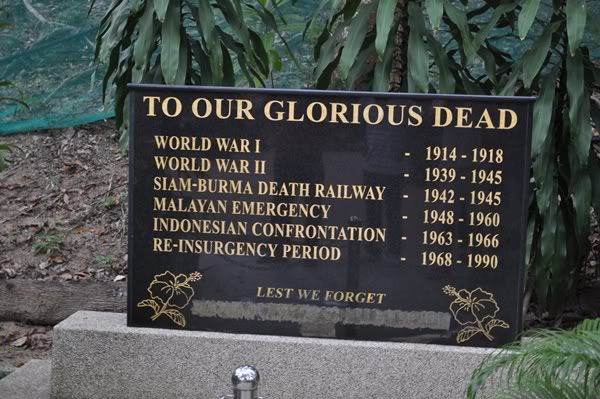 TO OUR GLORIOUS DEAD
WORLD WAR I - 1914 - 1918
WORLD WAR II - 1939 - 1945
SIAM-BURMA DEATH RAILWAY - 1942 - 1945
MALAYAN EMERGENCY - 1948 - 1960
INDONESIAN CONFRONTATION - 1963 - 1966
RE-INSURGENCY PERIOD - 1968 - 1990
LEST WE FORGET